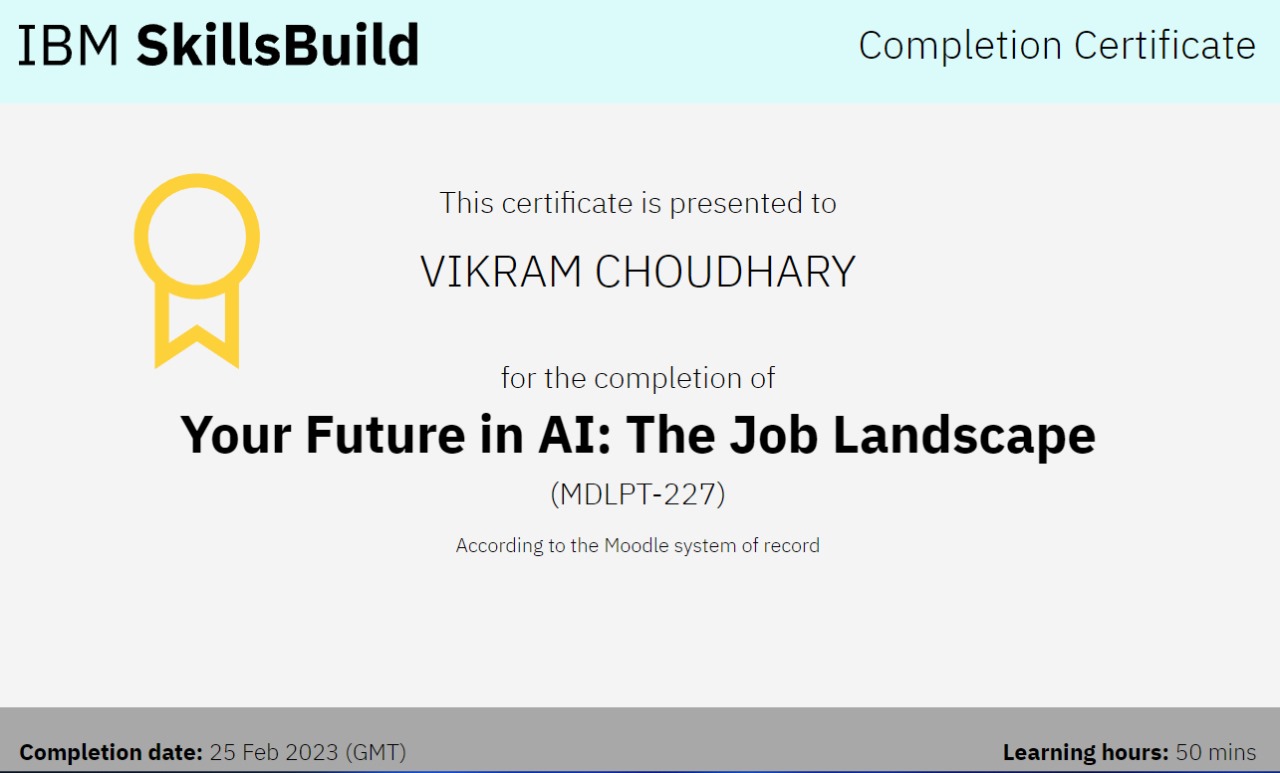 IBM SkillsBuild
Completion Certificate
This certificate is presented to
VIKRAM CHOUDHARY
for the completion of
Your Future in AI: The Job Landscape
(MDLPT-227)
According to the Moodle system of record
Completion date: 25 Feb 2023 (GMT)
Learning hours: 50 mins